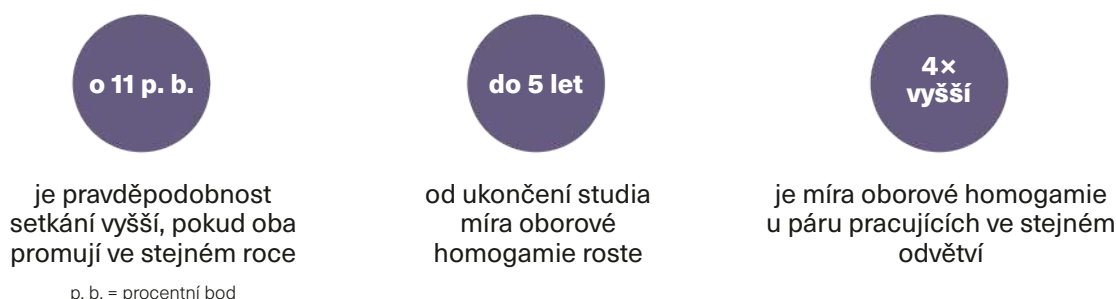 o 11 p. b.
je pravděpodobnost
setkání vyšší, pokud oba
promují ve stejném roce
p. b. = procentní bod
do 5 let
od ukončení studia
míra oborové
homogamie roste
4×
vyšší
je míra oborové homogamie
u páru pracujících ve stejném
odvětví